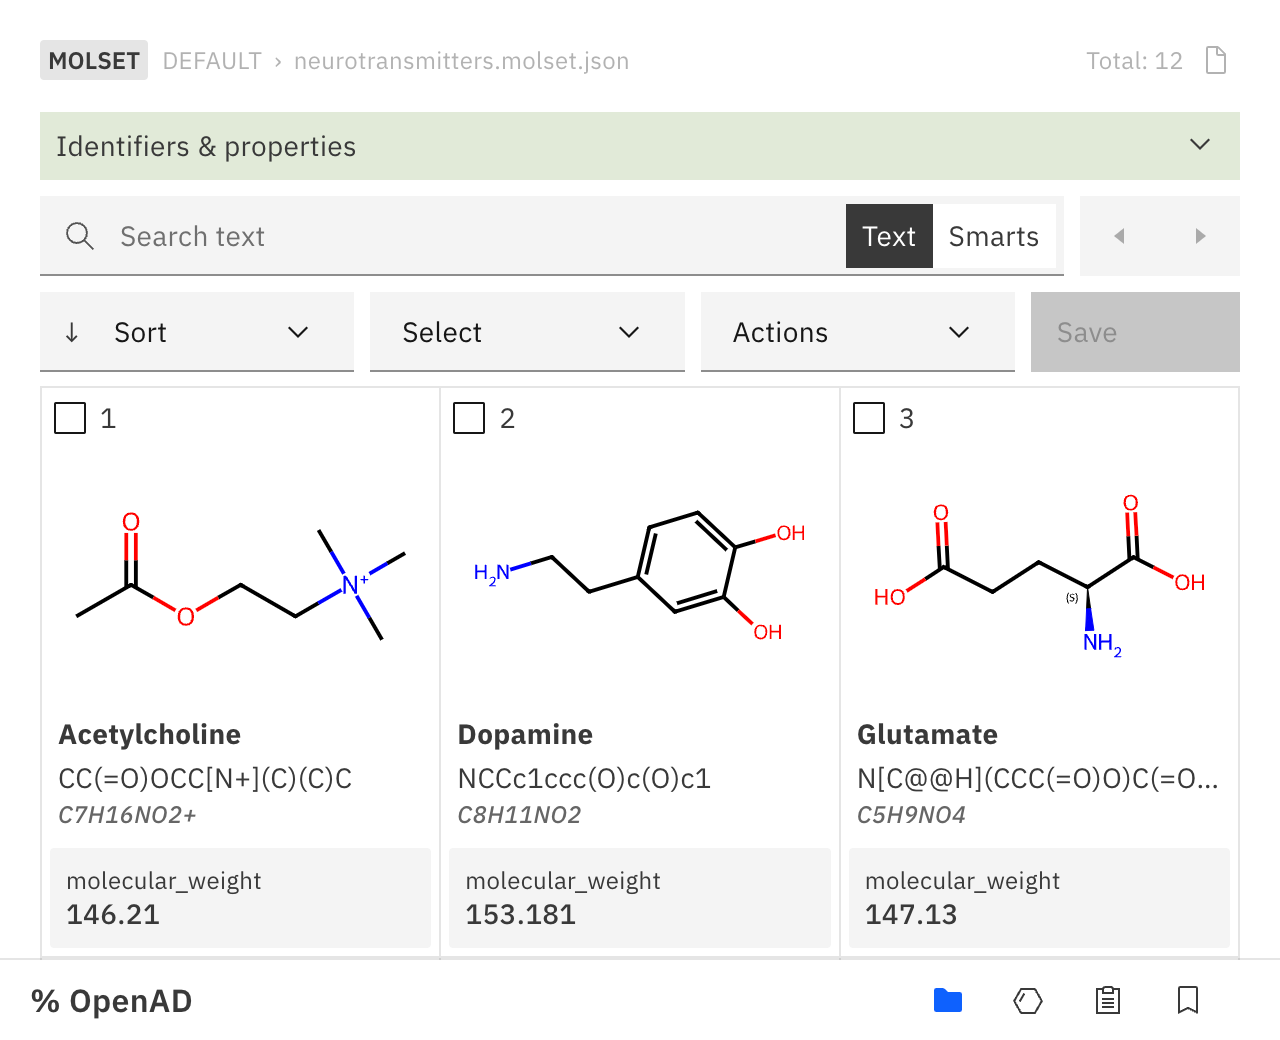 MOLSET DEFAULT › neurotransmitters.molset.json Total: 12
Identifiers & properties
Search text Text Smarts
Sort Select Actions Save
1 2 3
O
O
N+
H2N
OH
OH
O
HO
O
OH
(S)
NH2
Acetylcholine
CC(=O)OCC[N+](C)(C)C
C7H16NO2+
molecular_weight
146.21
Dopamine
NCCc1ccc(O)c(O)c1
C8H11NO2
molecular_weight
153.181
Glutamate
N[C@@H](CCC(=O)O)C(=O...
C5H9NO4
molecular_weight
147.13
% OpenAD